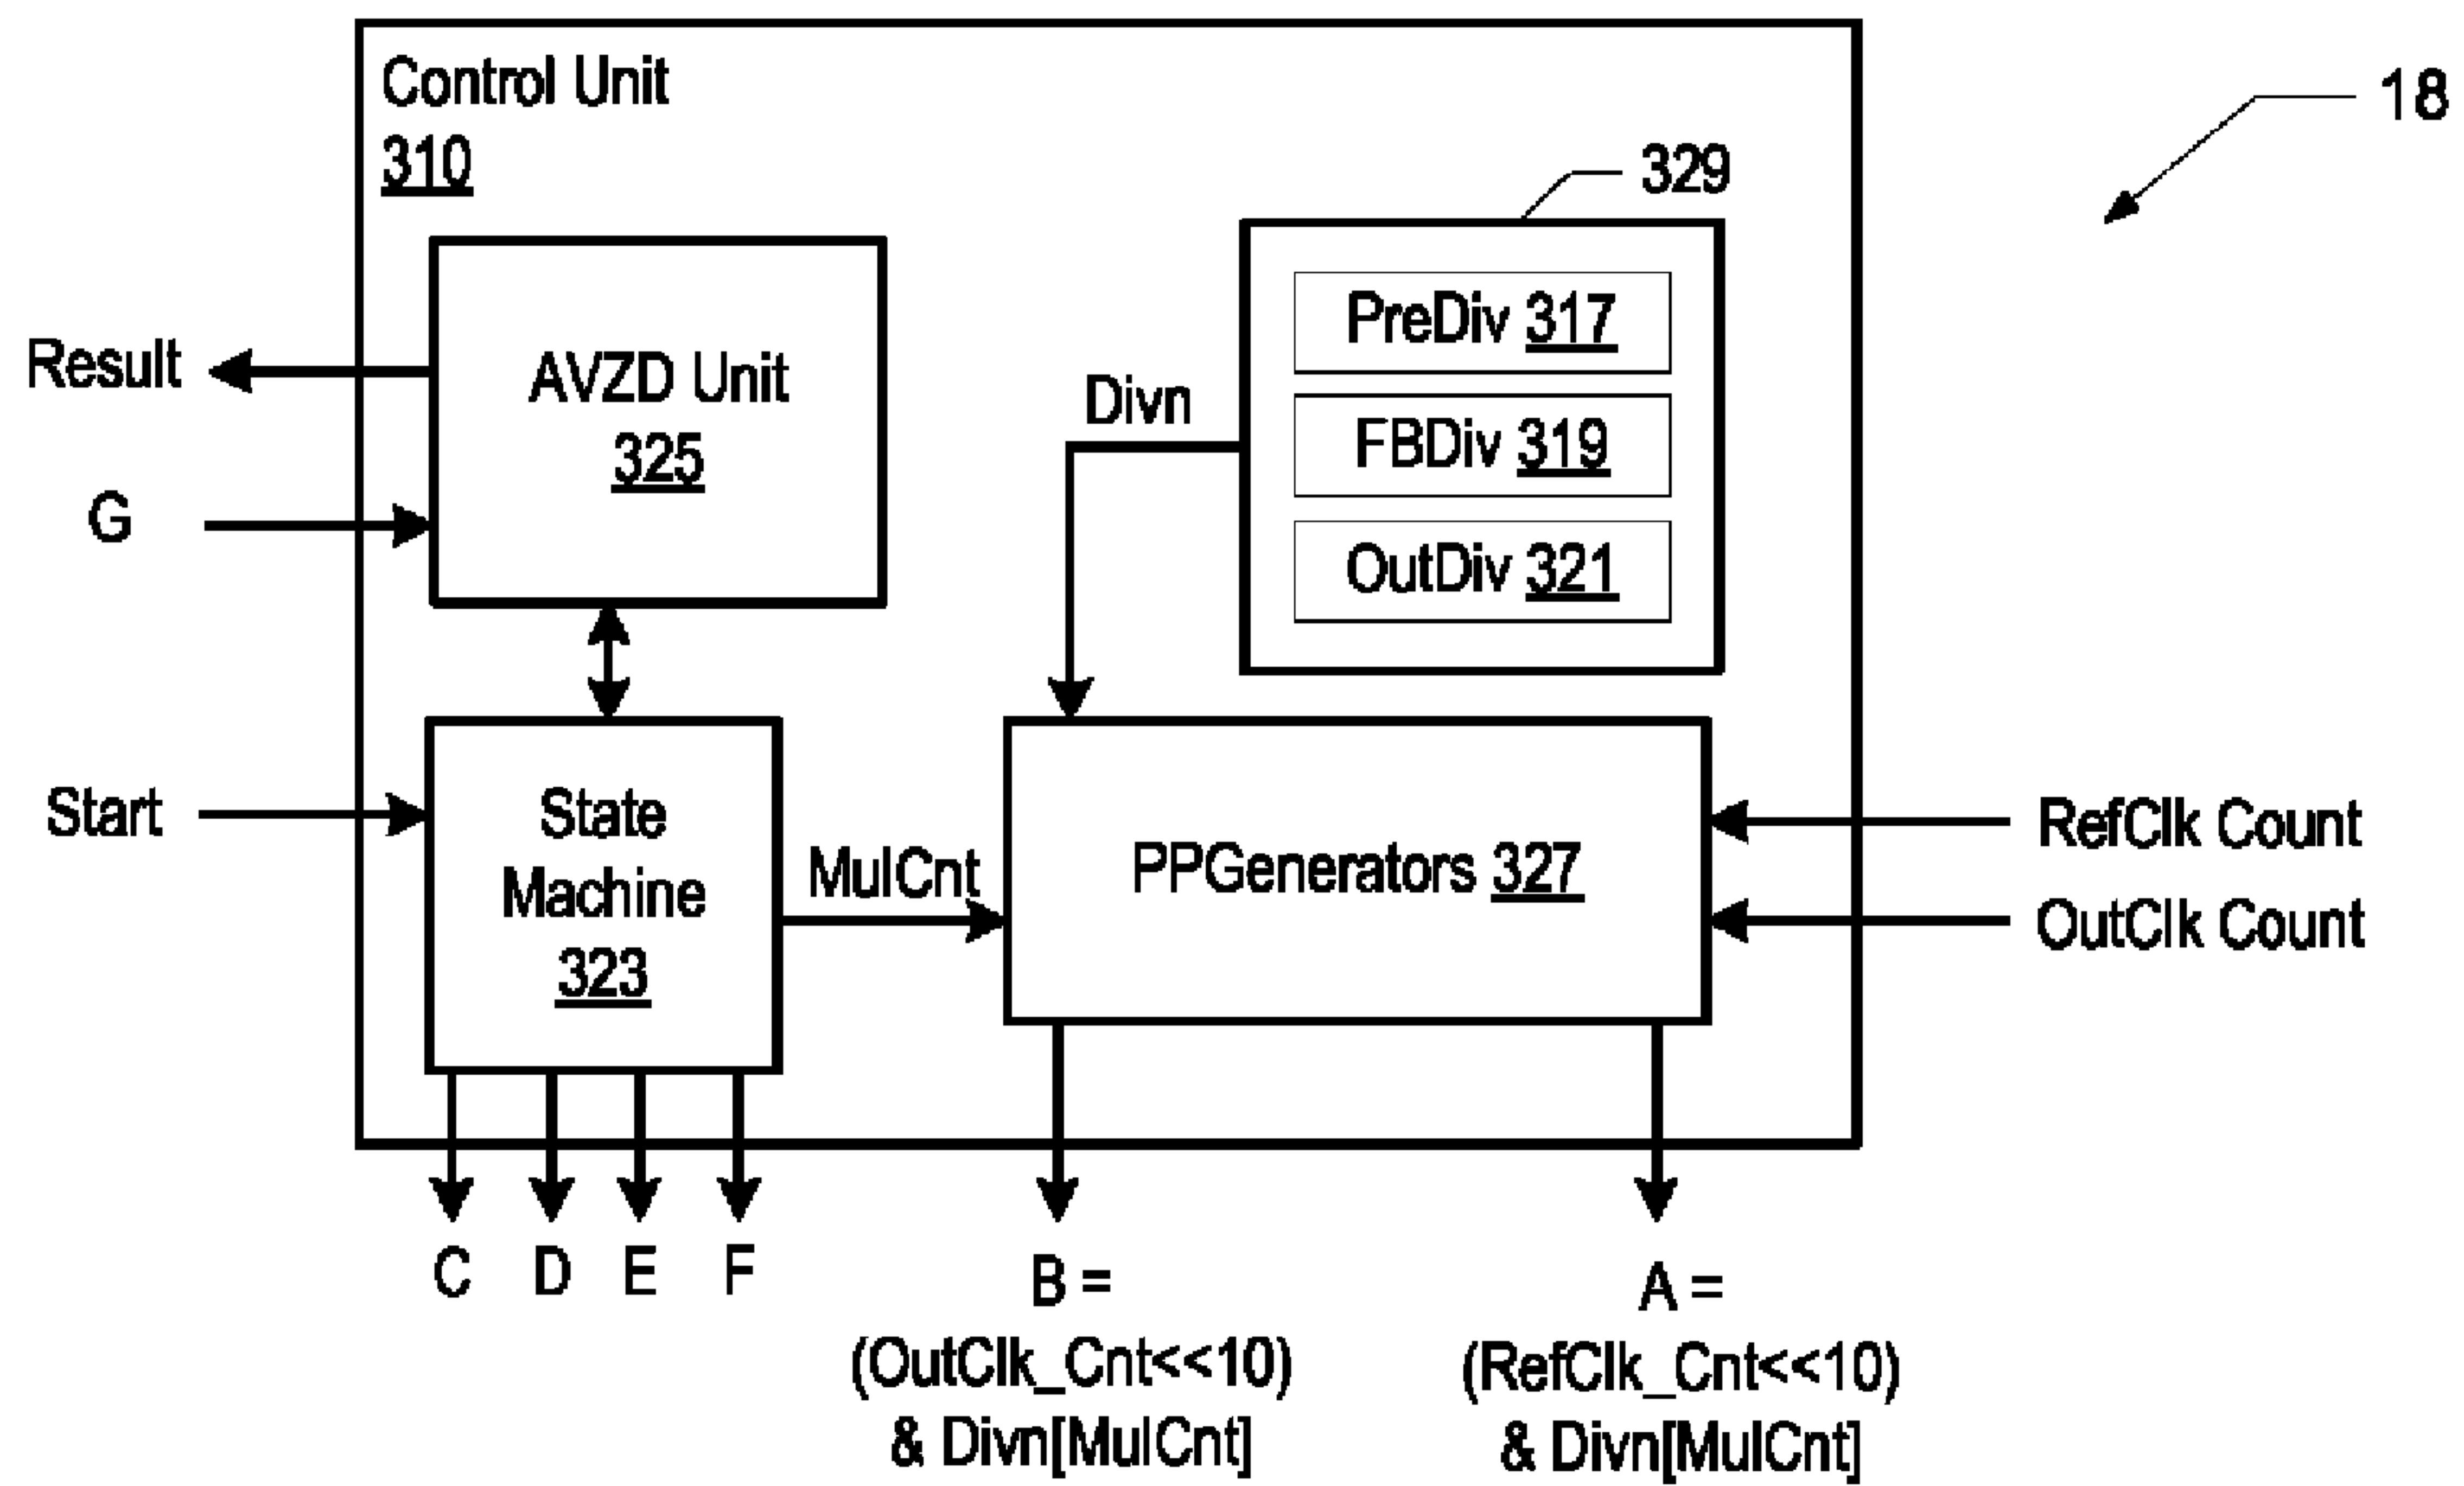 Control Unit
310
18
329
AVZD Unit
325
PreDiv 317
FBDiv 319
OutDiv 321
Divn
Result
G
Start
State
Machine
323
MulCnt
PPGenerators 327
RefClk Count
OutClk Count
C D E F
B =
(OutClk_Cnt<<10)
& Divn[MulCnt]
A =
(RefClk_Cnt<<10)
& Divn[MulCnt]